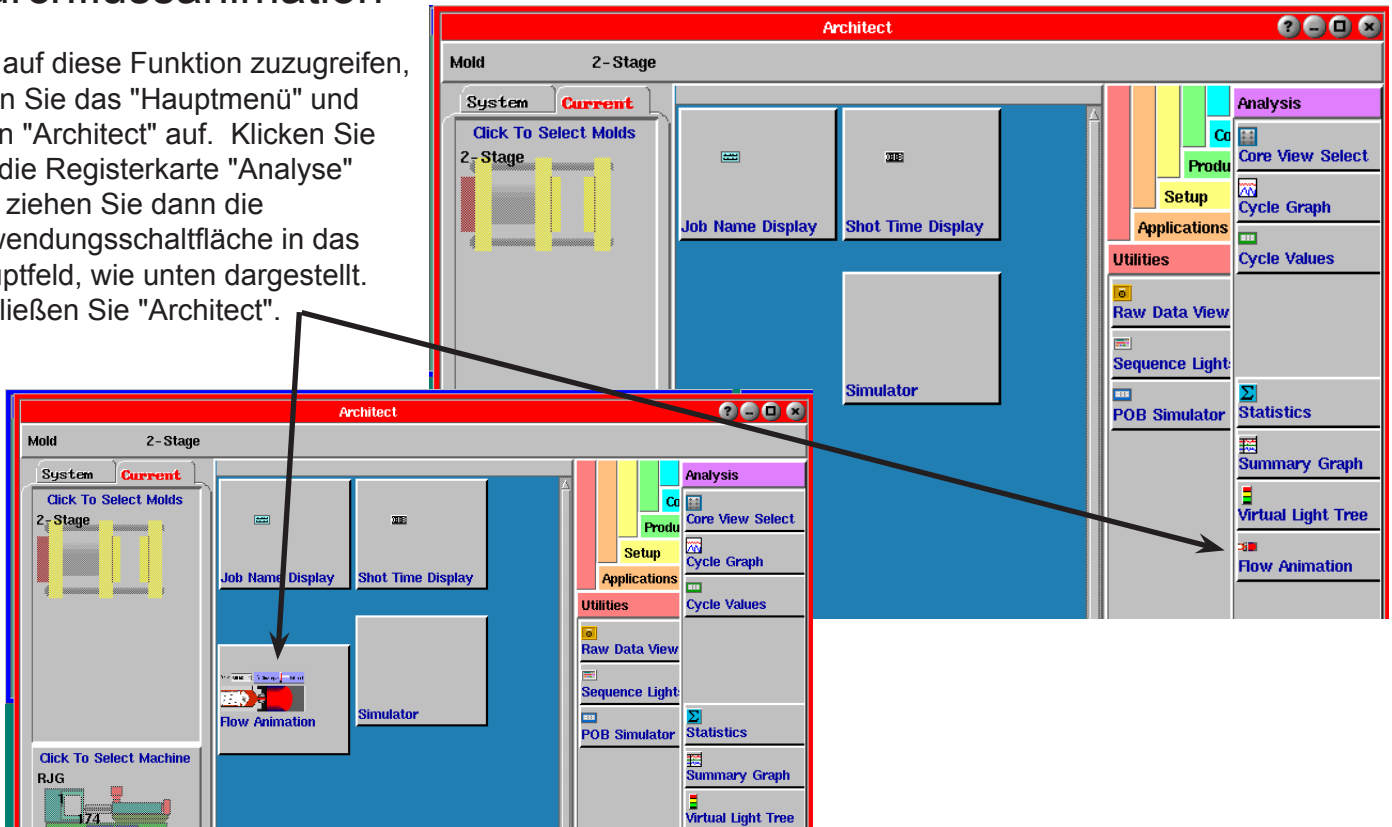 auf diese Funktion zuzugreifen,
Sie das "Hauptmenü" und
"Architect" auf. Klicken Sie
die Registerkarte "Analyse"
ziehen Sie dann die
in das
wie unten dargestellt.
Sie "Architect".
Architect
Mold 2-Stage
System Current
Click To Select Molds
2-Stage
Job Name Display
Shot Time Display
Simulator
Co
Produ
Setup
Applications
Utilities
Raw Data View
Sequence Light
POB Simulator
Analysis
Core View Select
Cycle Graph
Cycle Values
Statistics
Summary Graph
Virtual Light Tree
Flow Animation
Architect
Mold 2-Stage
System Current
Click To Select Molds
2-Stage
Click To Select Machine
RJG
1
174
Job Name Display
Shot Time Display
Flow Animation
Simulator
Co
Produ
Setup
Applications
Utilities
Raw Data View
Sequence Light
POB Simulator
Analysis
Core View Select
Cycle Graph
Cycle Values
Statistics
Summary Graph
Virtual Light Tree